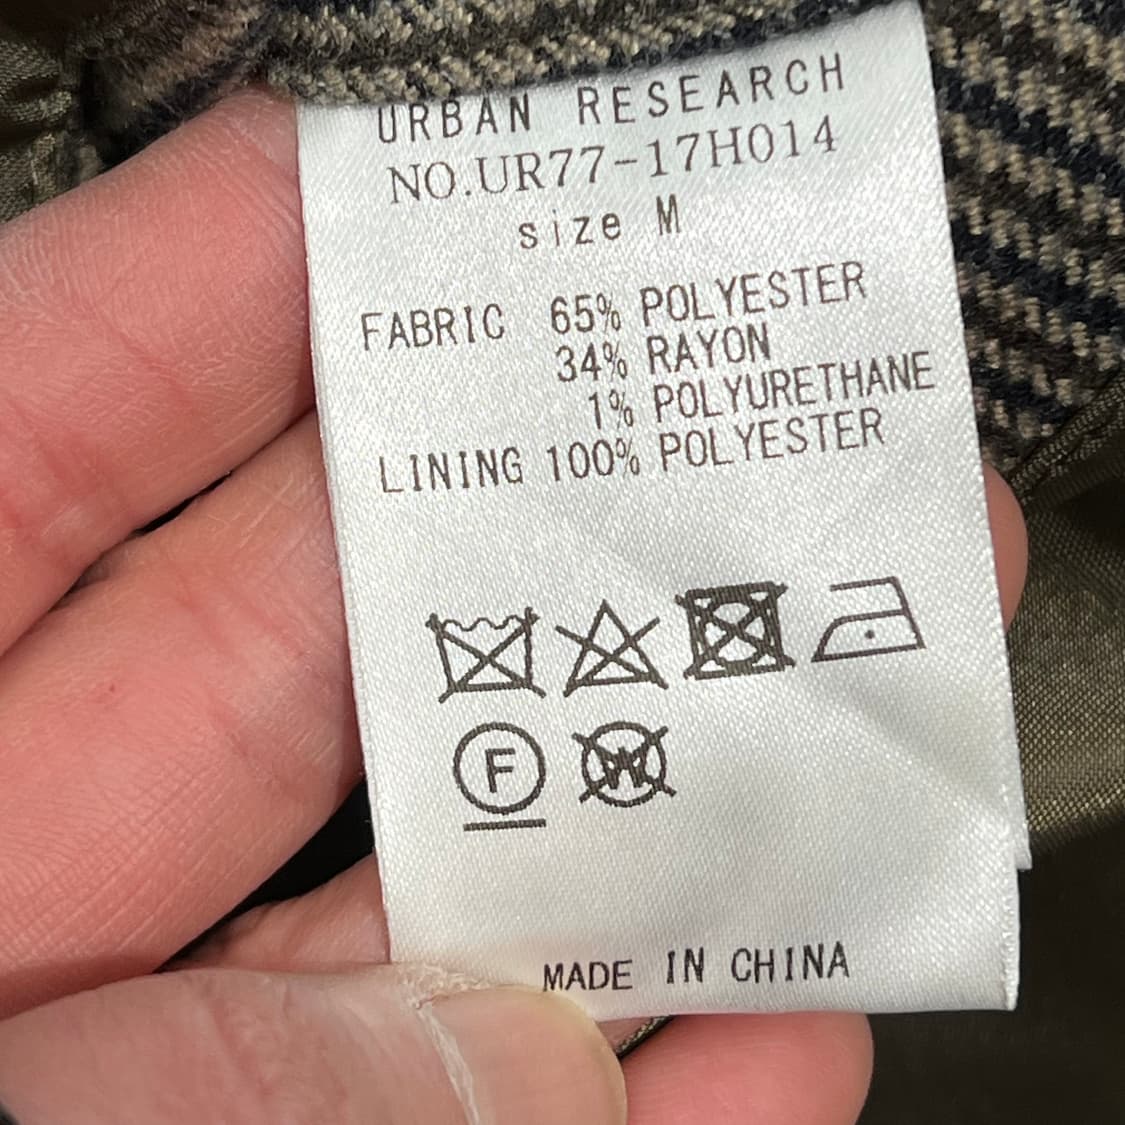 URBAN RESEARCH
NO.UR77-17H014
size M
FABRIC 65% POLYESTER
34% RAYON
1% POLYURETHANE
LINING 100% POLYESTER
F
W
MADE IN CHINA